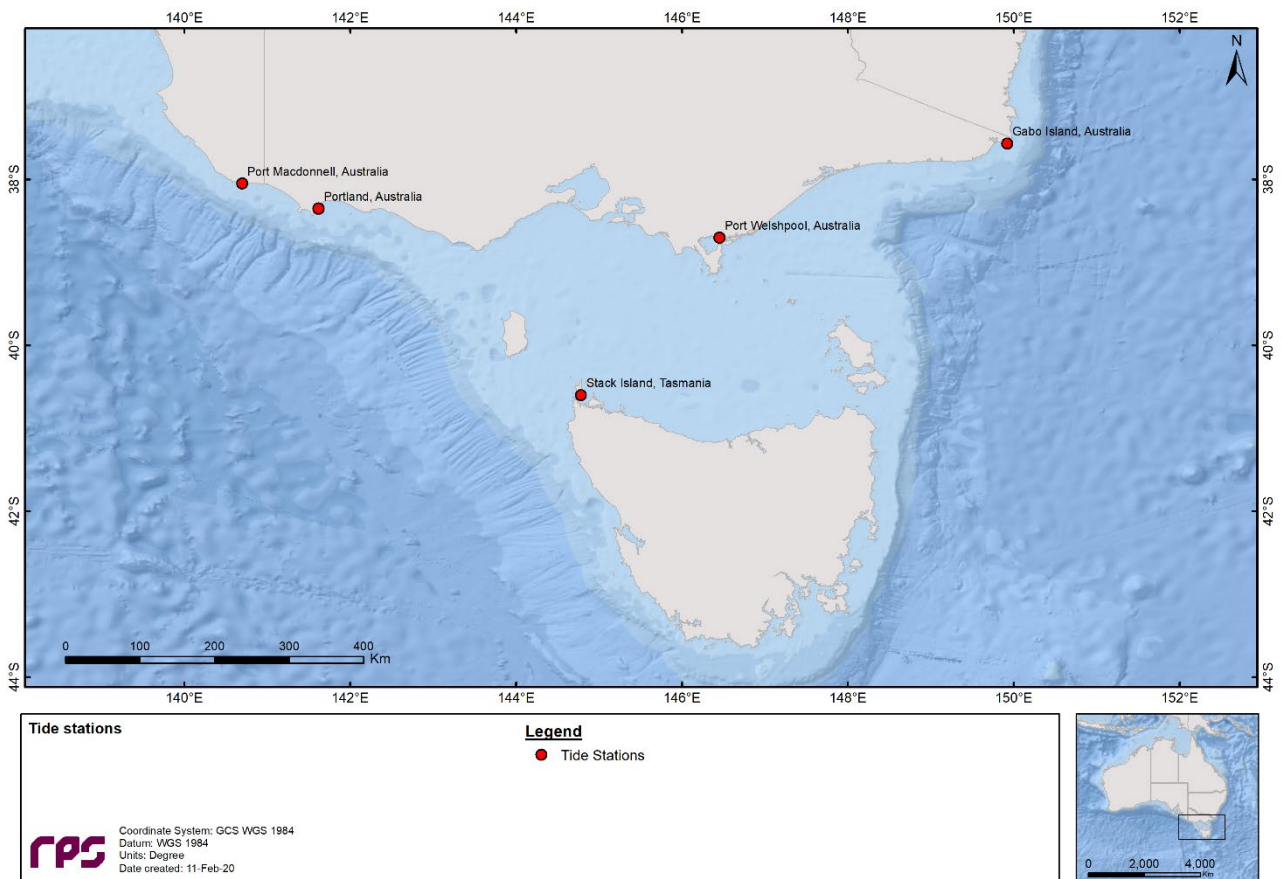 140°E 142°E 144°E 146°E 148°E 150°E 152°E
N
Gabo Island, Australia
38°S 38°S
Port Macdonnell, Australia
Portland, Australia
Port Welshpool, Australia
40°S 40°S
Stack Island, Tasmania
42°S 42°S
0 100 200 300 400
Km
44°S 44°S
140°E 142°E 144°E 146°E 148°E 150°E 152°E
Tide stations
Legend
Tide Stations
rps
Coordinate System: GCS WGS 1984
Datum: WGS 1984
Units: Degree
Date created: 11-Feb-20
0 2,000 4,000
Km